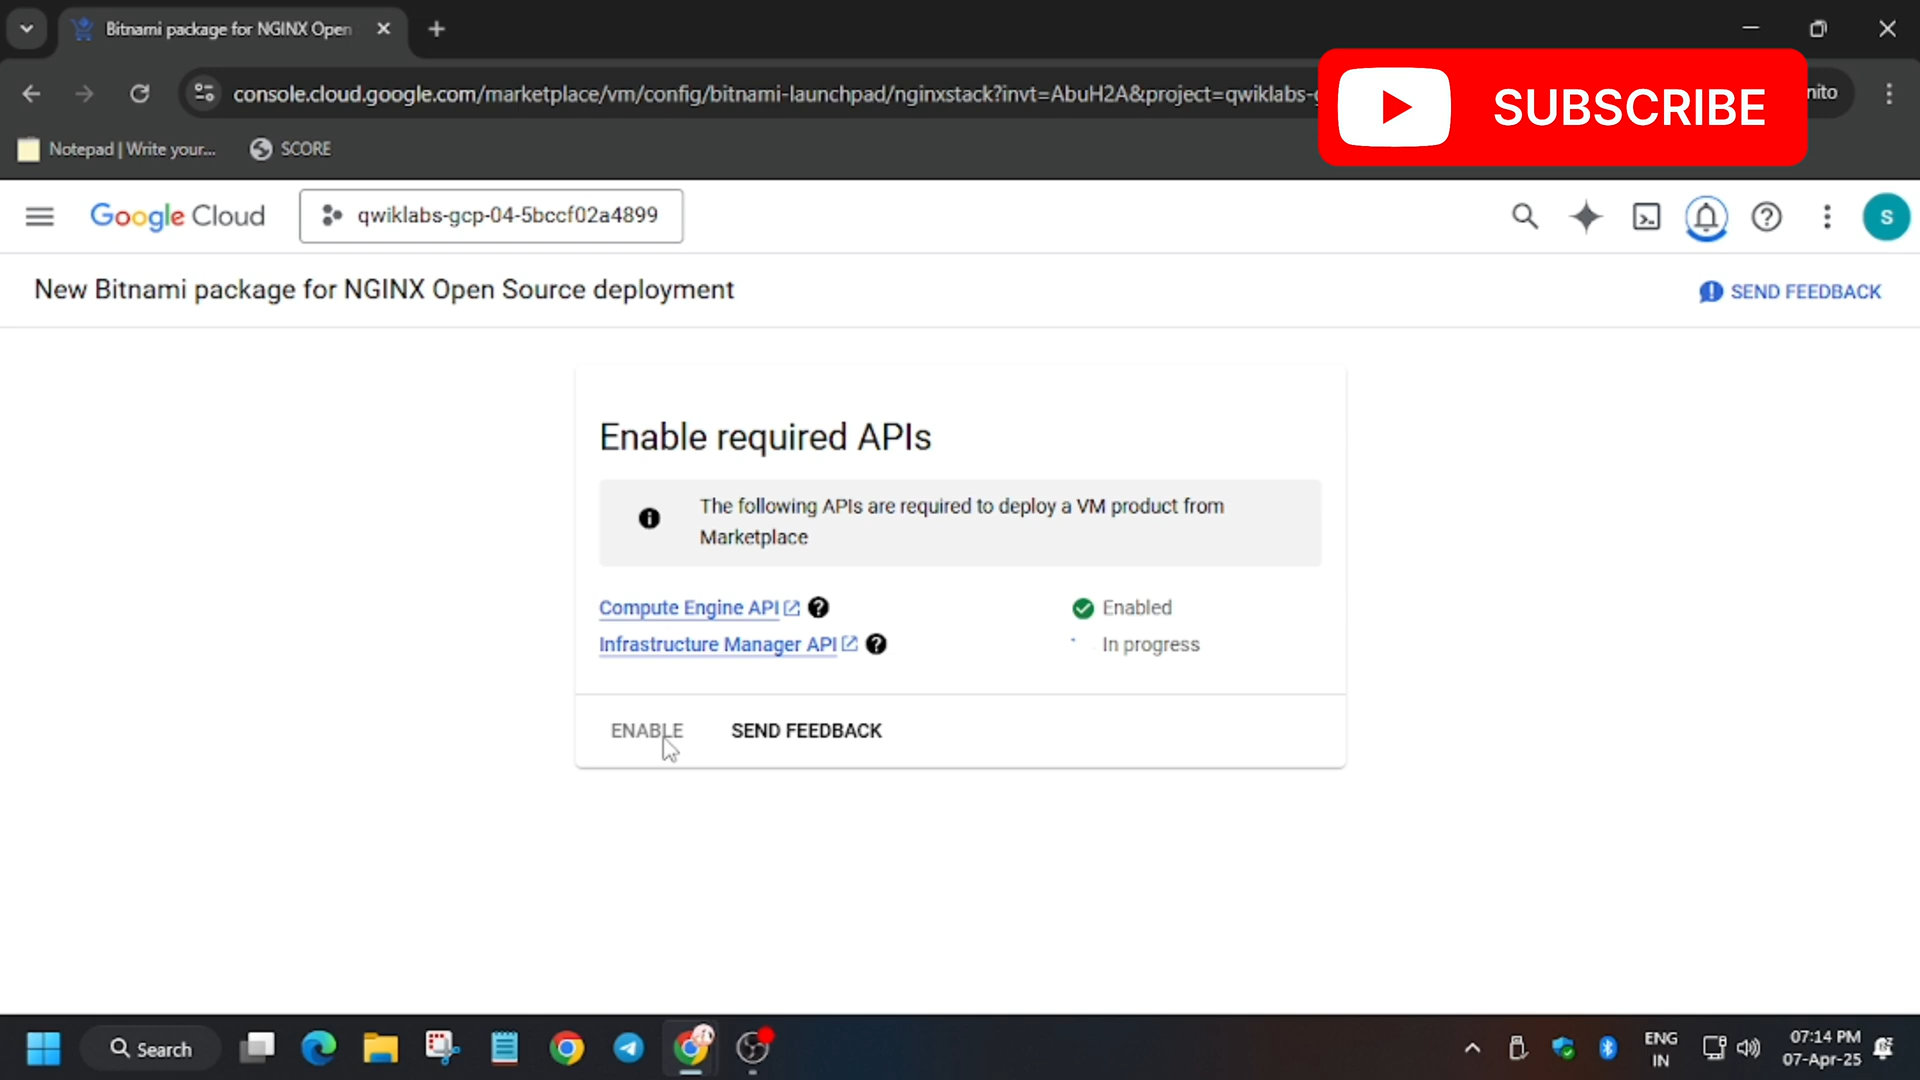 Bitnami package for NGINX Open
console.cloud.google.com/marketplace/vm/config/bitnami-launchpad/nginxstack?invt=AbuH2A&project=qwiklabs-g
nito
SUBSCRIBE
Notepad | Write your...
SCORE
Google Cloud
qwiklabs-gcp-04-5bccf02a4899
S
New Bitnami package for NGINX Open Source deployment
SEND FEEDBACK
Enable required APIs
The following APIs are required to deploy a VM product from
Marketplace
Compute Engine API
Enabled
Infrastructure Manager API
In progress
ENABLE
SEND FEEDBACK
Search
ENG
IN
07:14 PM
07-Apr-25